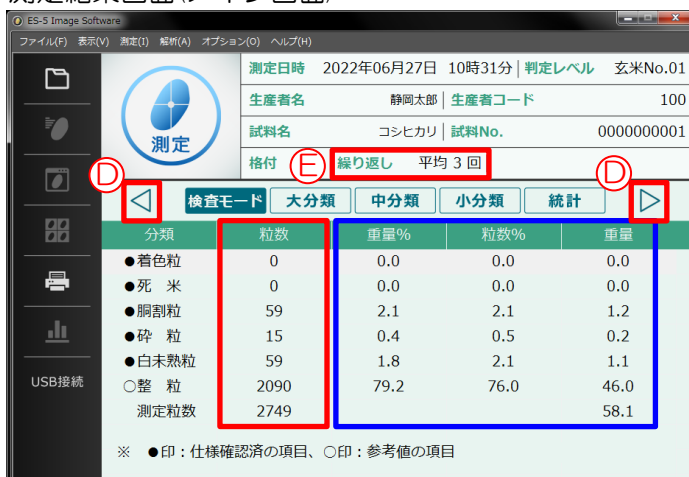 ES-5 Image Software
ファイル(F) 表示(V) 測定(I) 解析(A) オプション(O) ヘルプ(H)
測定日時 2022年06月27日 10時31分 判定レベル 玄米No.01
生産者名 静岡太郎 生産者コード 100
測定
試料名 コシヒカリ 試料No. 0000000001
格付 E 繰り返し 平均 3 回
D D
検査モード 大分類 中分類 小分類 統計
分類 粒数 重量% 粒数% 重量
●着色粒 0 0.0 0.0 0.0
●死 米 0 0.0 0.0 0.0
●胴割粒 59 2.1 2.1 1.2
●砕 粒 15 0.4 0.5 0.2
●白未熟粒 59 1.8 2.1 1.1
○整 粒 2090 79.2 76.0 46.0
測定粒数 2749 58.1
USB接続
※ ●印：仕様確認済の項目、○印：参考値の項目